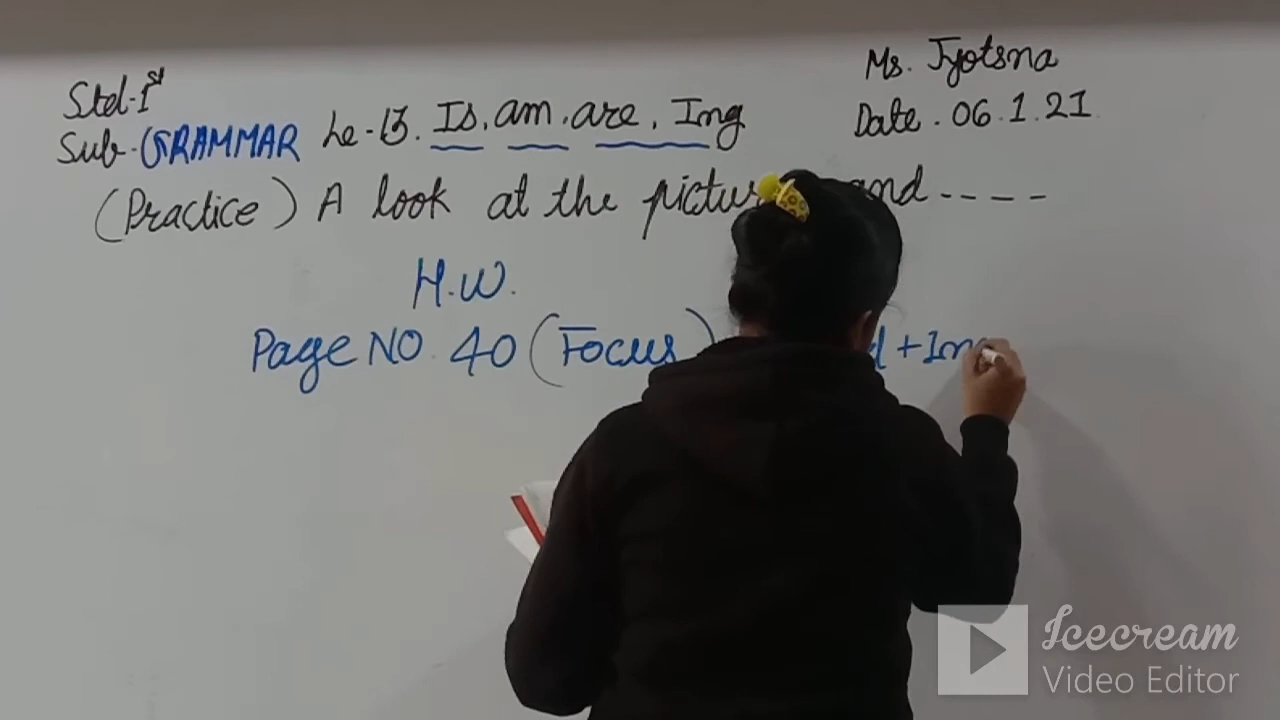 Std-Ist
Ms. Jyotsna
Sub-GRAMMAR Le-13. Is, am, are, Ing
Date. 06.1.21
(Practice) A look at the and ----
H.W.
Page NO. 40 (Focus) +Ing
Icecream
Video Editor